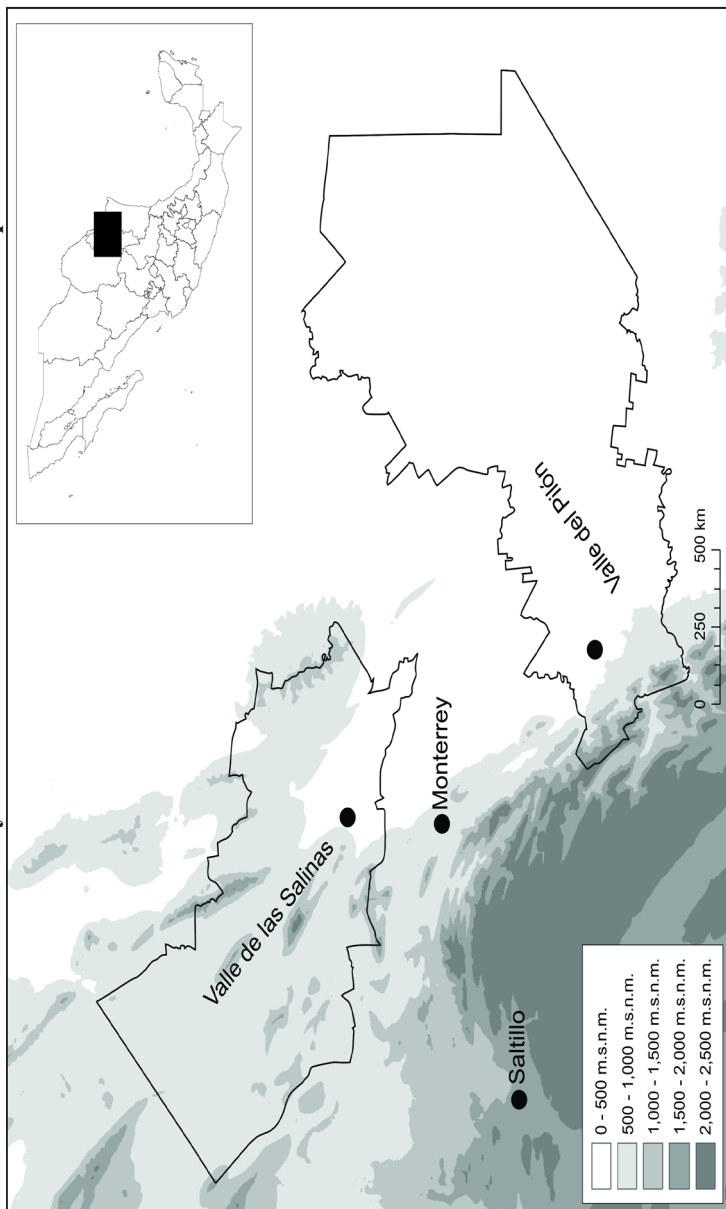 Valle de las Salinas
Monterrey
Saltillo
Valle del Pilón
0 250 500 km
0 - 500 m.s.n.m.
500 - 1,000 m.s.n.m.
1,000 - 1,500 m.s.n.m.
1,500 - 2,000 m.s.n.m.
2,000 - 2,500 m.s.n.m.